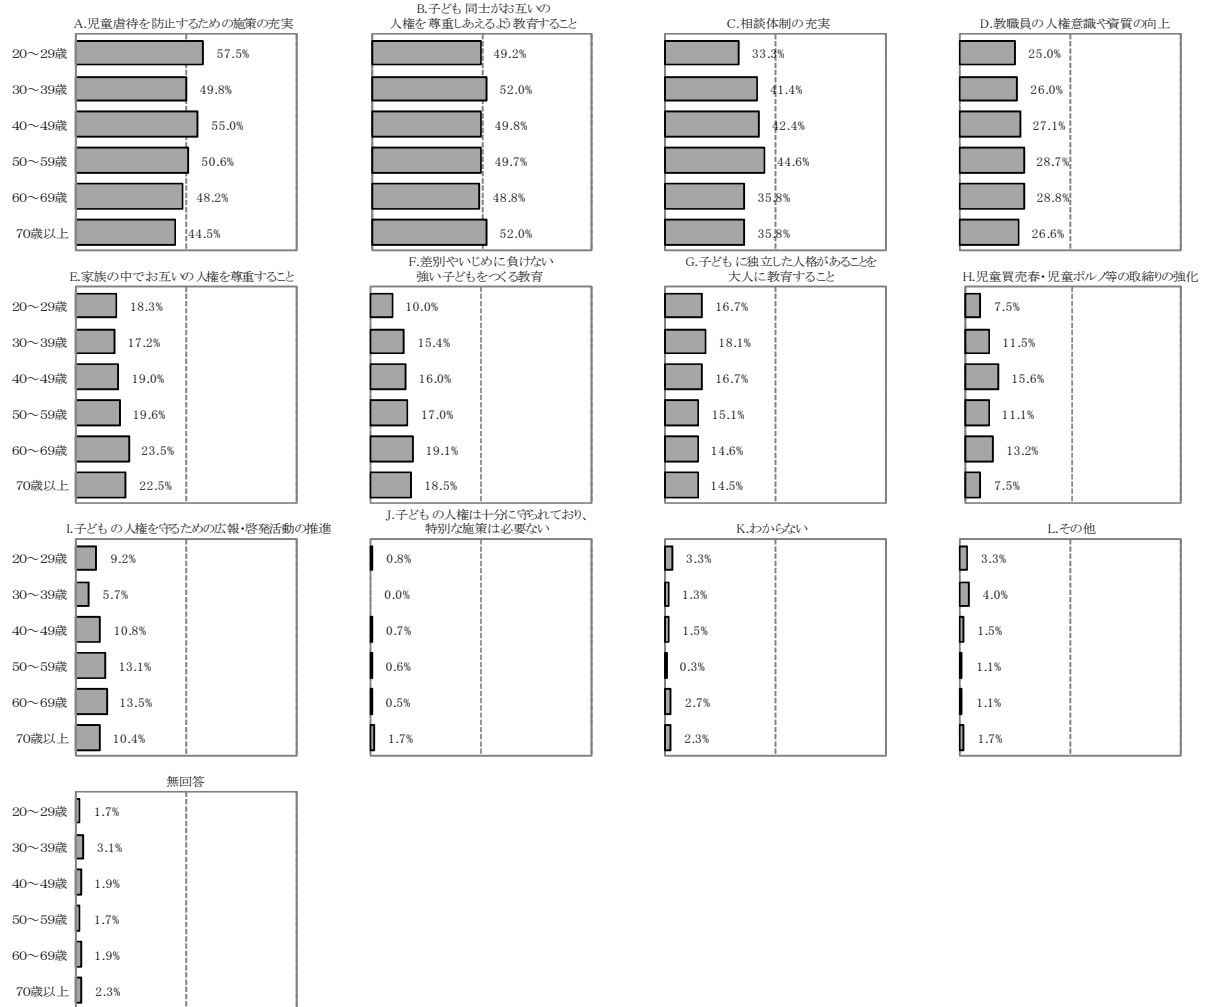 A.児童虐待を防止するための施策の充実
20～29歳 57.5%
30～39歳 49.8%
40～49歳 55.0%
50～59歳 50.6%
60～69歳 48.2%
70歳以上 44.5%
B.子ども同士がお互いの
人権を尊重しあえるよう教育すること
49.2%
52.0%
49.8%
49.7%
48.8%
52.0%
C.相談体制の充実
33.3%
41.4%
42.4%
44.6%
35.8%
35.8%
D.教職員の人権意識や資質の向上
25.0%
26.0%
27.1%
28.7%
28.8%
26.6%
E.家族の中でお互いの人権を尊重すること
20～29歳 18.3%
30～39歳 17.2%
40～49歳 19.0%
50～59歳 19.6%
60～69歳 23.5%
70歳以上 22.5%
F.差別やいじめに負けない
強い子どもをつくる教育
10.0%
15.4%
16.0%
17.0%
19.1%
18.5%
G.子どもに独立した人格があることを
大人に教育すること
16.7%
18.1%
16.7%
15.1%
14.6%
14.5%
H.児童買売春・児童ポルノ等の取締りの強化
7.5%
11.5%
15.6%
11.1%
13.2%
7.5%
I.子どもの人権を守るための広報・啓発活動の推進
20～29歳 9.2%
30～39歳 5.7%
40～49歳 10.8%
50～59歳 13.1%
60～69歳 13.5%
70歳以上 10.4%
J.子どもの人権は十分に守られており、
特別な施策は必要ない
0.8%
0.0%
0.7%
0.6%
0.5%
1.7%
K.わからない
3.3%
1.3%
1.5%
0.3%
2.7%
2.3%
L.その他
3.3%
4.0%
1.5%
1.1%
1.1%
1.7%
無回答
20～29歳 1.7%
30～39歳 3.1%
40～49歳 1.9%
50～59歳 1.7%
60～69歳 1.9%
70歳以上 2.3%